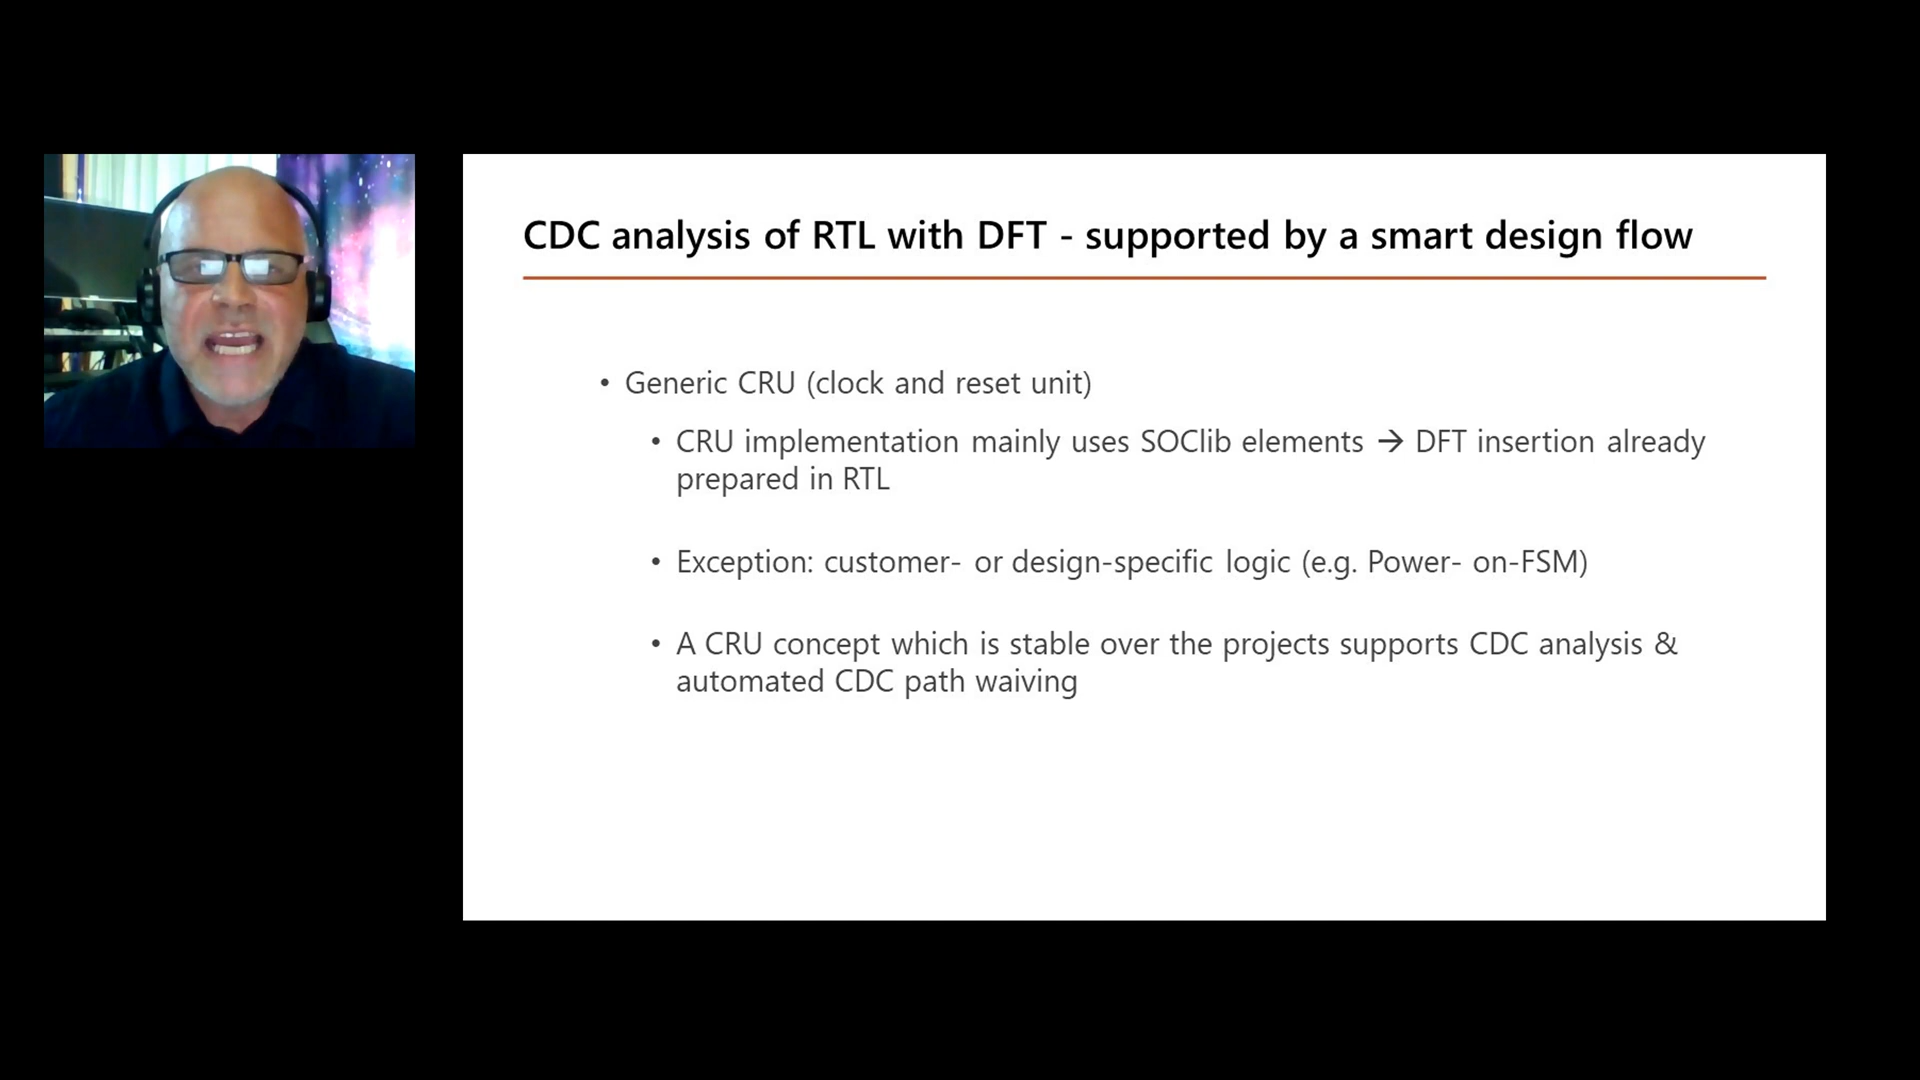 CDC analysis of RTL with DFT - supported by a smart design flow
• Generic CRU (clock and reset unit)
• CRU implementation mainly uses SOClib elements → DFT insertion already
prepared in RTL
• Exception: customer- or design-specific logic (e.g. Power- on-FSM)
• A CRU concept which is stable over the projects supports CDC analysis &
automated CDC path waiving